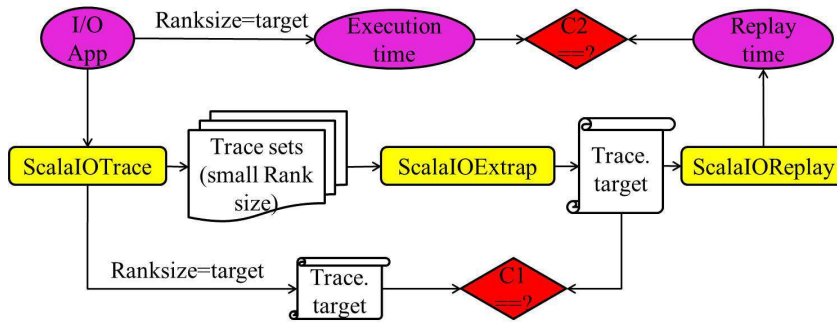 I/O
App
Ranksize=target
Execution
time
C2
==?
Replay
time
ScalaIOTrace
Trace sets
(small Rank
size)
ScalaIOExtrap
Trace.
target
ScalaIOReplay
Ranksize=target
Trace.
target
C1
==?